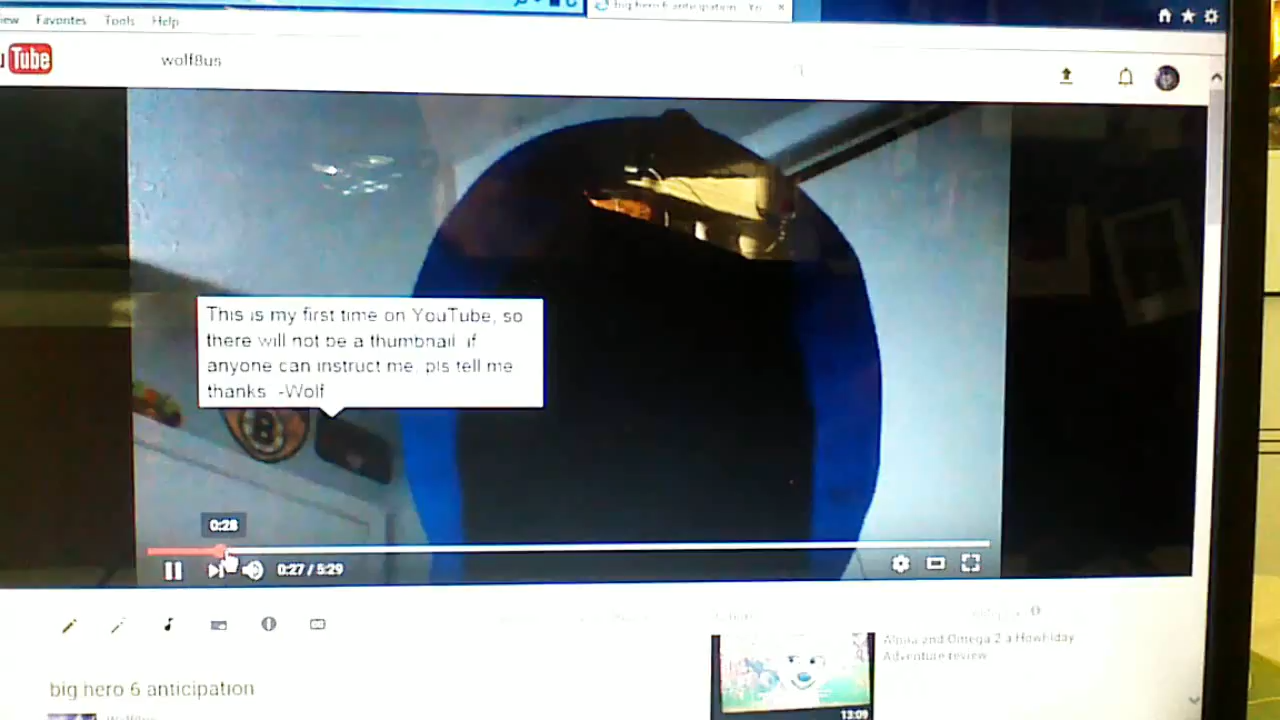 Favorites Tools Help
big hero 6 anticipation
Tube
wolf8us
This is my first time on YouTube, so
there will not be a thumbnail. if
anyone can instruct me, pls tell me
thanks -Wolf
B
0:28
0:27 / 5:29
Alpha and Omega 2 a Howl-iday
Adventure review
13:09
big hero 6 anticipation
Wolf8us